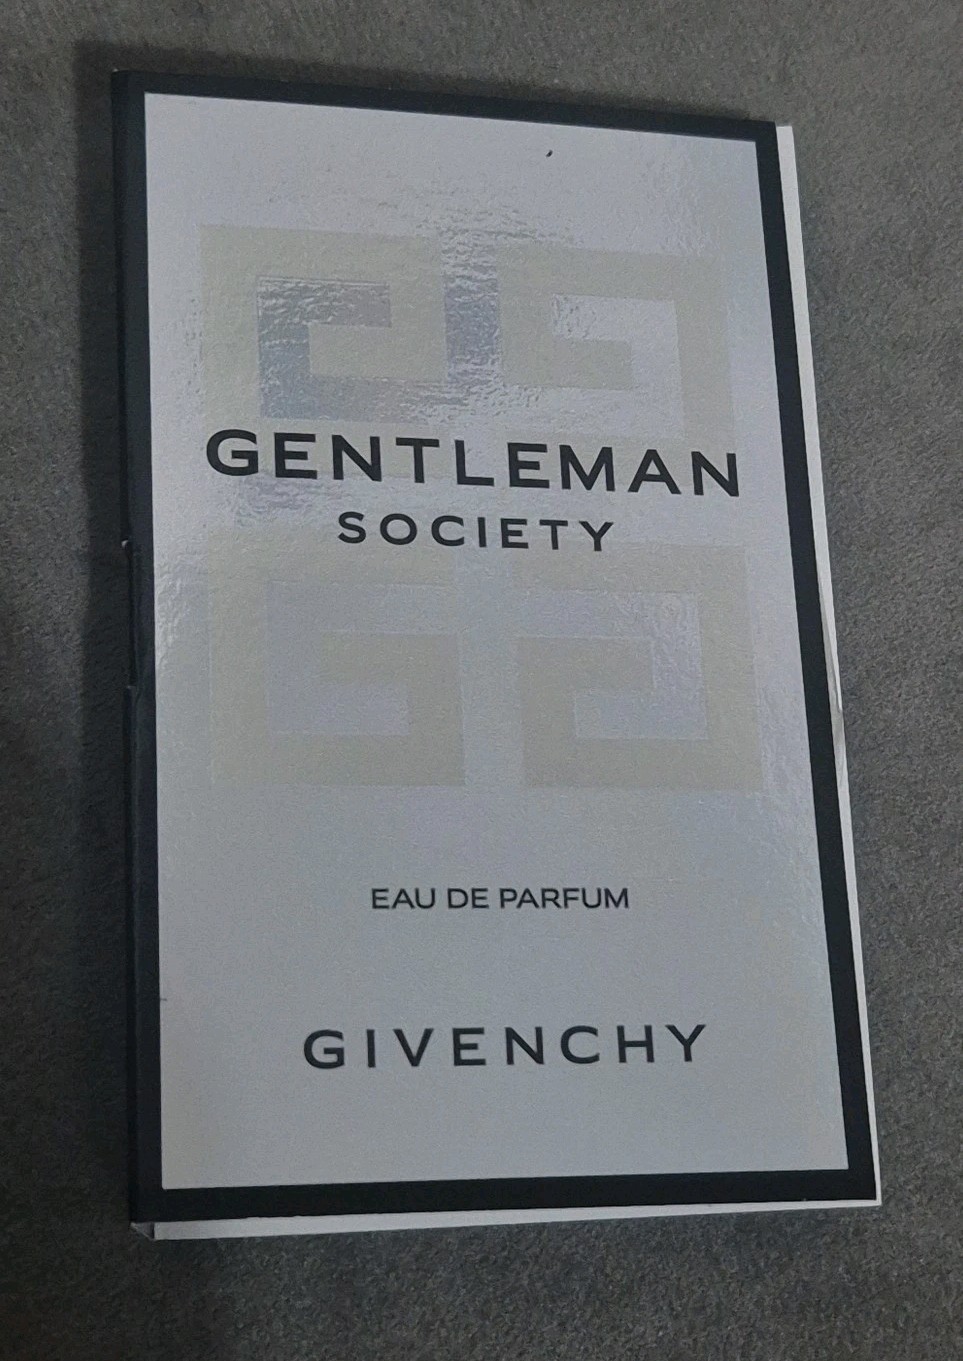 GENTLEMAN
SOCIETY
EAU DE PARFUM
GIVENCHY